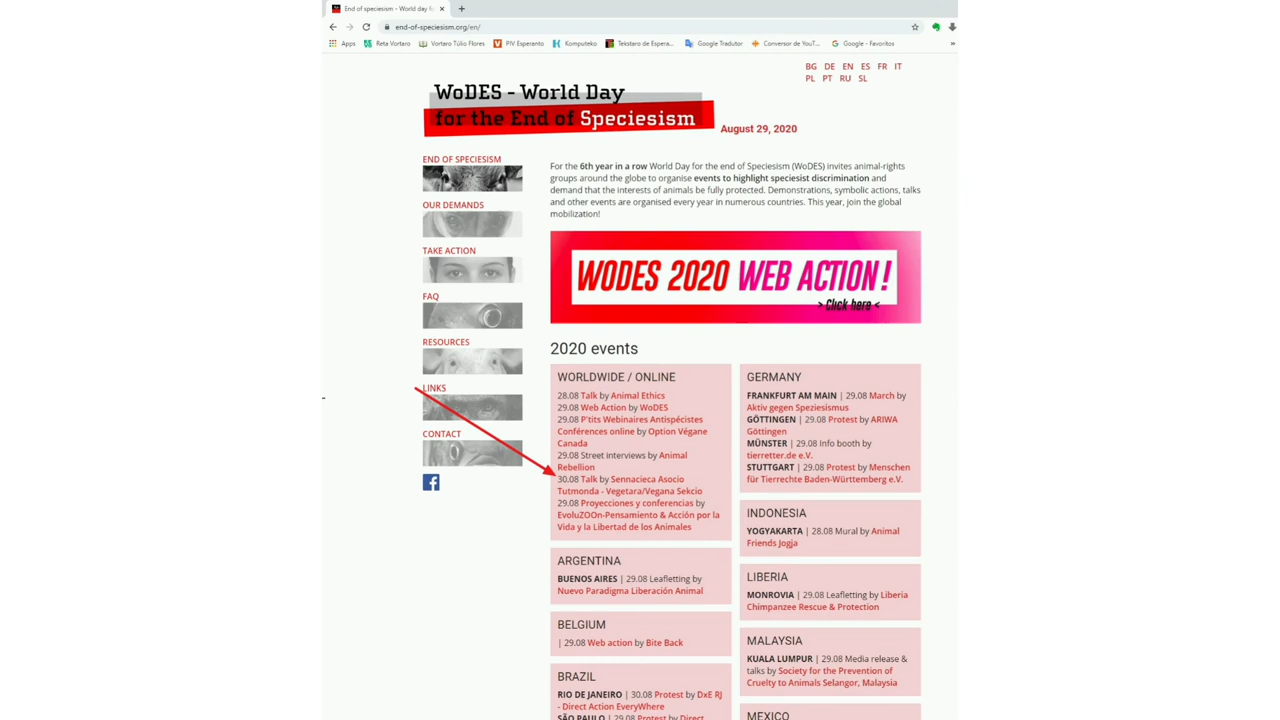 End of speciesism – World day fo
end-of-speciesism.org/en/
Apps Reta Vortaro Vortaro Túlio Flores PIV Esperanto Komputeko Tekstaro de Espera... Google Tradutor Conversor de YouT... Google - Favoritos »
BG DE EN ES FR IT
PL PT RU SL
WoDES - World Day
for the End of Speciesism
August 29, 2020
END OF SPECIESISM
OUR DEMANDS
TAKE ACTION
FAQ
RESOURCES
LINKS
CONTACT
For the 6th year in a row World Day for the end of Speciesism (WoDES) invites animal-rights
groups around the globe to organise events to highlight speciesist discrimination and
demand that the interests of animals be fully protected. Demonstrations, symbolic actions, talks
and other events are organised every year in numerous countries. This year, join the global
mobilization!
WODES 2020 WEB ACTION!
> Click here <
2020 events
WORLDWIDE / ONLINE
28.08 Talk by Animal Ethics
29.08 Web Action by WoDES
29.08 P'tits Webinaires Antispécistes
Conférences online by Option Végane
Canada
29.08 Street interviews by Animal
Rebellion
30.08 Talk by Sennacieca Asocio
Tutmonda - Vegetara/Vegana Sekcio
29.08 Proyecciones y conferencias by
EvoluZOOn-Pensamiento & Acción por la
Vida y la Libertad de los Animales
ARGENTINA
BUENOS AIRES | 29.08 Leafletting by
Nuevo Paradigma Liberación Animal
BELGIUM
| 29.08 Web action by Bite Back
BRAZIL
RIO DE JANEIRO | 30.08 Protest by DxE RJ
- Direct Action EveryWhere
SÃO PAULO | 29.08 Protest by Direct
GERMANY
FRANKFURT AM MAIN | 29.08 March by
Aktiv gegen Speziesismus
GÖTTINGEN | 29.08 Protest by ARIWA
Göttingen
MÜNSTER | 29.08 Info booth by
tierretter.de e.V.
STUTTGART | 29.08 Protest by Menschen
für Tierrechte Baden-Württemberg e.V.
INDONESIA
YOGYAKARTA | 28.08 Mural by Animal
Friends Jogja
LIBERIA
MONROVIA | 29.08 Leafletting by Liberia
Chimpanzee Rescue & Protection
MALAYSIA
KUALA LUMPUR | 29.08 Media release &
talks by Society for the Prevention of
Cruelty to Animals Selangor, Malaysia
MEXICO